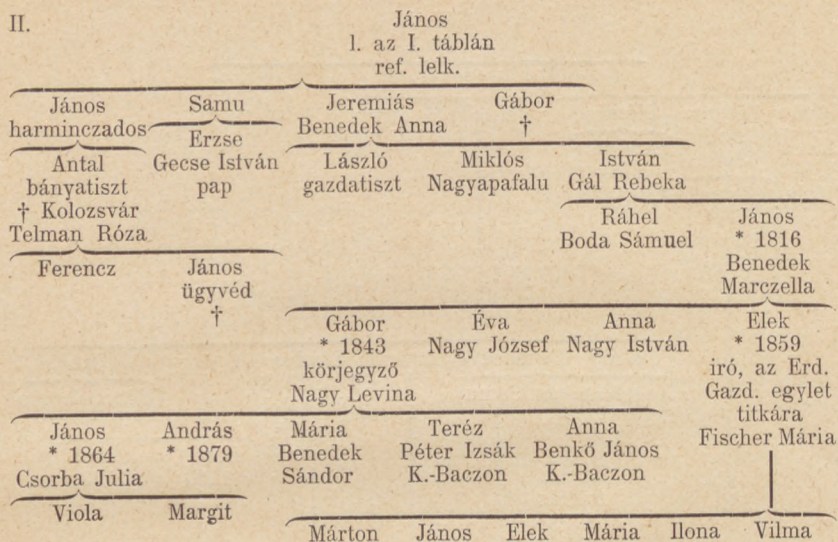 II.
János
l. az I. táblán
ref. lelk.
János Samu Jeremiás Gábor
harminczados Benedek Anna †
Erzse
Antal Gecse István László Miklós István
bányatiszt pap gazdatiszt Nagyapafalu Gál Rebeka
† Kolozsvár
Telman Róza
Ráhel János
Boda Sámuel * 1816
Benedek
Marczella
Ferencz János
ügyvéd
†
Gábor Éva Anna Elek
* 1843 Nagy József Nagy István * 1859
körjegyző iró, az Erd.
Nagy Levina Gazd. egylet
titkára
Fischer Mária
János András Mária Teréz Anna
* 1864 * 1879 Benedek Péter Izsák Benkő János
Csorba Julia Sándor K.-Baczon K.-Baczon
Viola Margit
Márton János Elek Mária Ilona Vilma